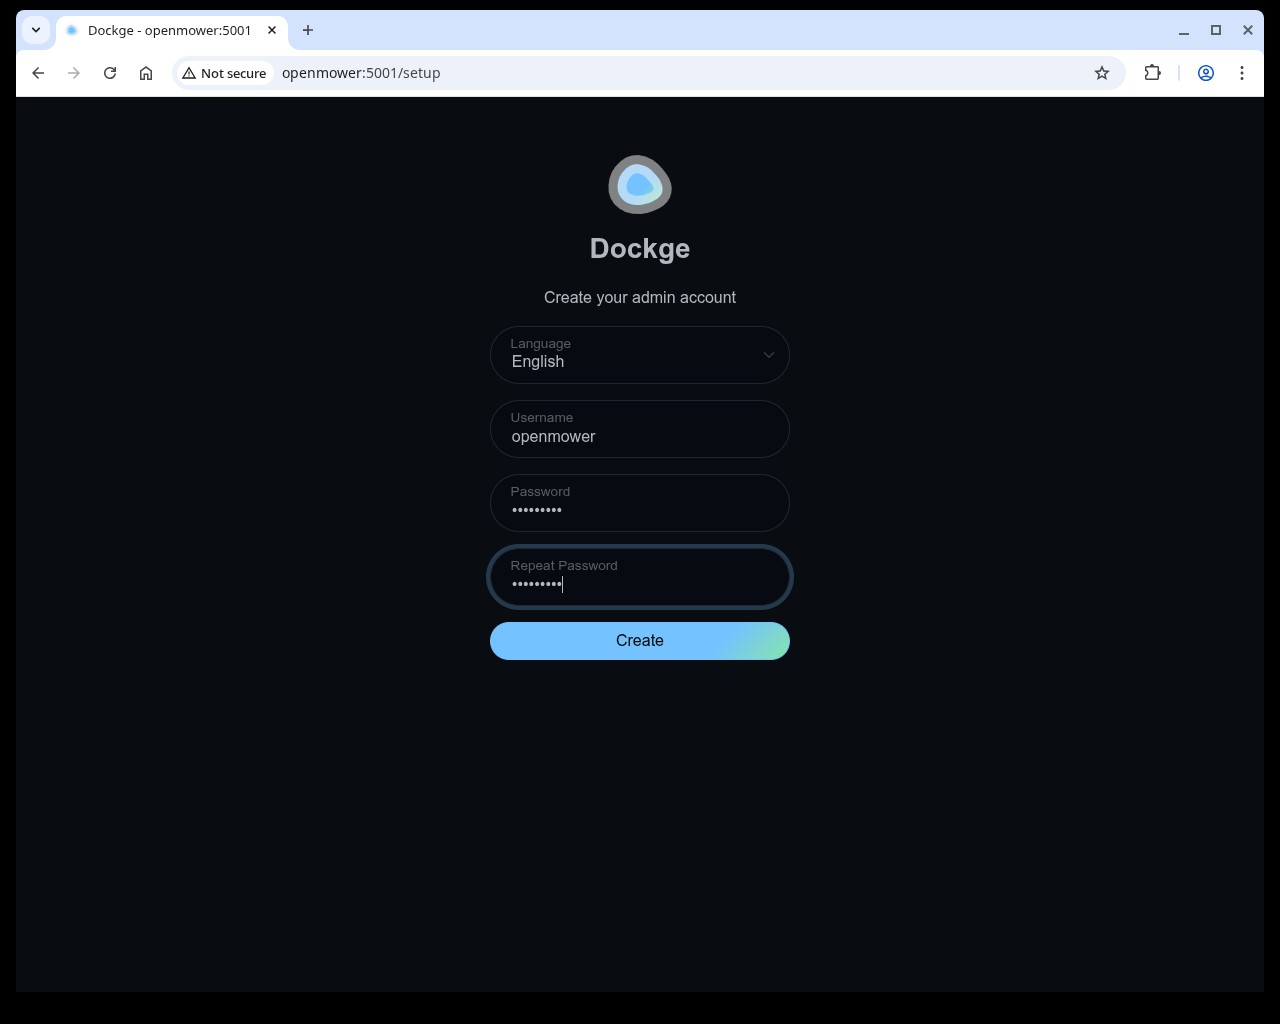 Dockge - openmower:5001
Not secure
openmower:5001/setup
Dockge
Create your admin account
Language
English
Username
openmower
Password
•••••••••
Repeat Password
•••••••••
Create